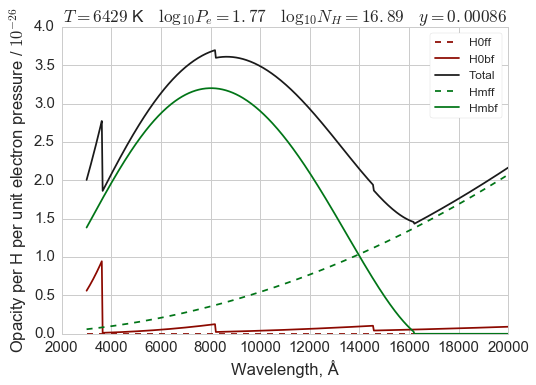 T = 6429 K log₁₀Pₑ = 1.77 log₁₀N_H = 16.89 y = 0.00086
Opacity per H per unit electron pressure / 10⁻²⁶
4.0
3.5
3.0
2.5
2.0
1.5
1.0
0.5
0.0
H0ff
H0bf
Total
Hmff
Hmbf
2000 4000 6000 8000 10000 12000 14000 16000 18000 20000
Wavelength, Å